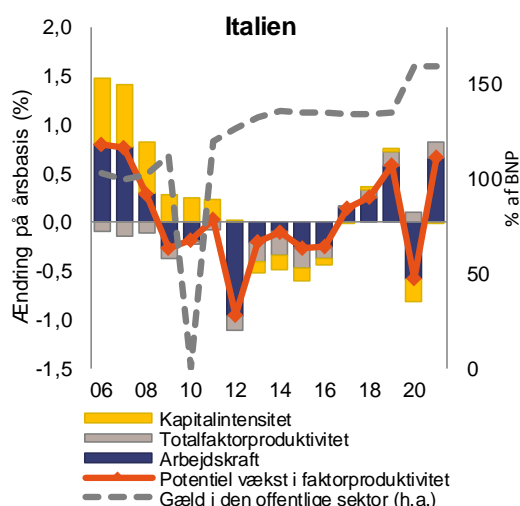 Italien
Ændring på årsbasis (%)
2,0
1,5
1,0
0,5
0,0
-0,5
-1,0
-1,5
% af BNP
150
100
50
0
06 08 10 12 14 16 18 20
Kapitalintensitet
Totalfaktorproduktivitet
Arbejdskraft
Potentiel vækst i faktorproduktivitet
Gæld i den offentlige sektor (h.a.)